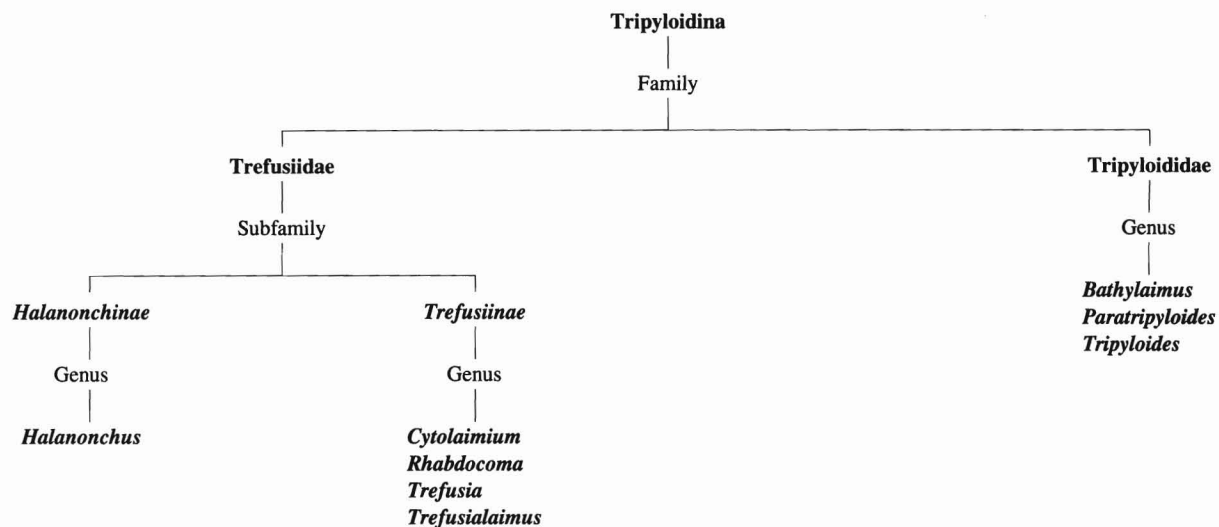 Tripyloidina
Family
Trefusiidae
Tripyloididae
Subfamily
Genus
Halanonchinae
Trefusiinae
Bathylaimus
Paratripyloides
Tripyloides
Genus
Genus
Halanonchus
Cytolaimium
Rhabdocoma
Trefusia
Trefusialaimus